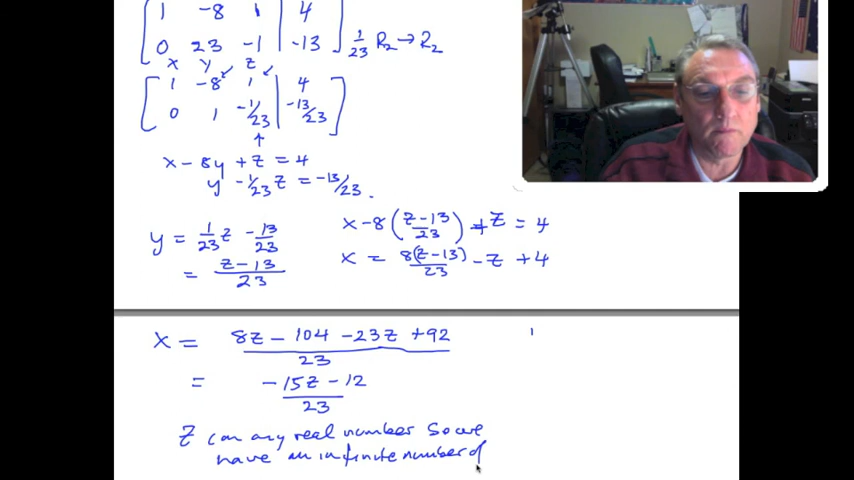 1 -8 1 | 4
0 23 -1 | -13 ] 1/23 R2 → R2
x y z
[ 1 -8 1 | 4
0 1 -1/23 | -13/23 ]
x - 8y + z = 4
y - 1/23 z = -13/23.
y = 1/23 z - 13/23
= z-13/23
x - 8(z-13/23) + z = 4
x = 8(z-13)/23 - z + 4
x = 8z - 104 - 23z + 92/23
= -15z - 12/23
z can any real number so we
have an infinite number of